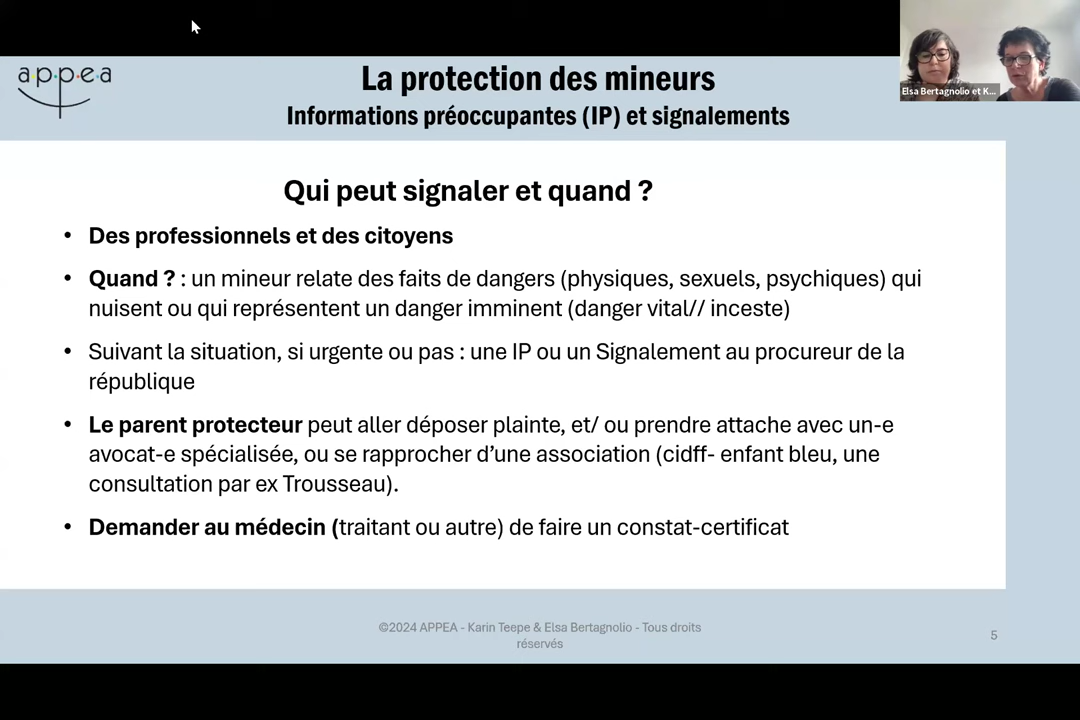 a·p·p·e·a
La protection des mineurs
Informations préoccupantes (IP) et signalements
Elsa Bertagnolio et K...
Qui peut signaler et quand ?
• Des professionnels et des citoyens
• Quand ? : un mineur relate des faits de dangers (physiques, sexuels, psychiques) qui
nuisent ou qui représentent un danger imminent (danger vital// inceste)
• Suivant la situation, si urgente ou pas : une IP ou un Signalement au procureur de la
république
• Le parent protecteur peut aller déposer plainte, et/ ou prendre attache avec un-e
avocat-e spécialisée, ou se rapprocher d’une association (cidff- enfant bleu, une
consultation par ex Trousseau).
• Demander au médecin (traitant ou autre) de faire un constat-certificat
©2024 APPEA - Karin Teepe & Elsa Bertagnolio - Tous droits
réservés
5